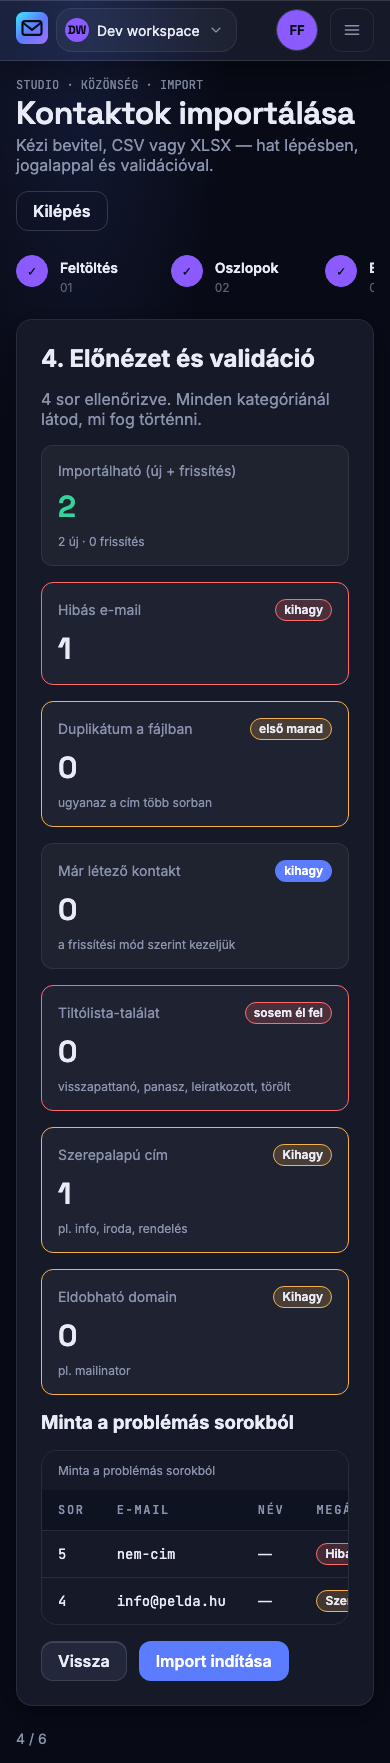 DW Dev workspace
FF
STUDIO · KÖZÖNSÉG · IMPORT
Kontaktok importálása
Kézi bevitel, CSV vagy XLSX — hat lépésben,
jogalappal és validációval.
Kilépés
✓ Feltöltés
01
✓ Oszlopok
02
✓
4. Előnézet és validáció
4 sor ellenőrizve. Minden kategóriánál
látod, mi fog történni.
Importálható (új + frissítés)
2
2 új · 0 frissítés
Hibás e-mail kihagy
1
Duplikátum a fájlban első marad
0
ugyanaz a cím több sorban
Már létező kontakt kihagy
0
a frissítési mód szerint kezeljük
Tiltólista-találat sosem él fel
0
visszapattanó, panasz, leiratkozott, törölt
Szerepalapú cím Kihagy
1
pl. info, iroda, rendelés
Eldobható domain Kihagy
0
pl. mailinator
Minta a problémás sorokból
Minta a problémás sorokból
SOR E-MAIL NÉV MEGÁ
5 nem-cim — Hibá
4 info@pelda.hu — Szer
Vissza Import indítása
4 / 6